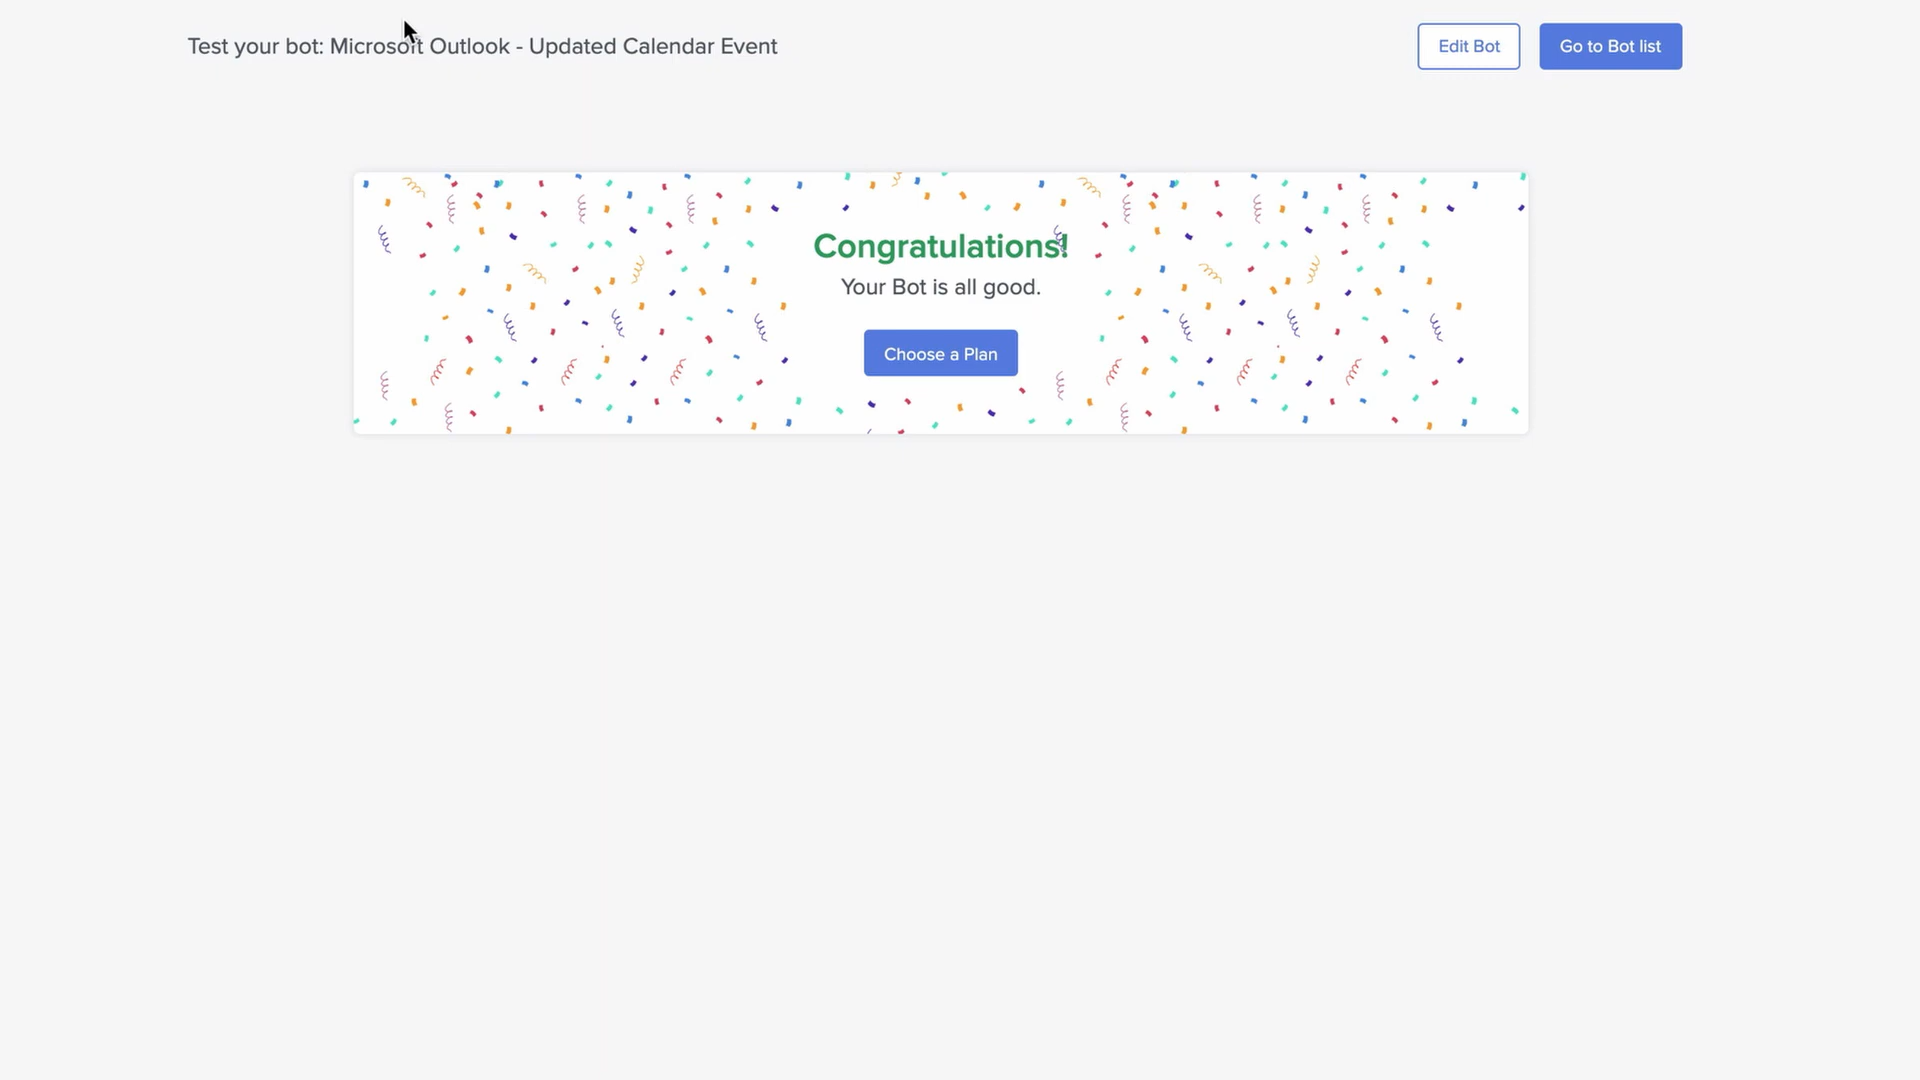 Test your bot: Microsoft Outlook - Updated Calendar Event
Edit Bot
Go to Bot list
Congratulations!
Your Bot is all good.
Choose a Plan